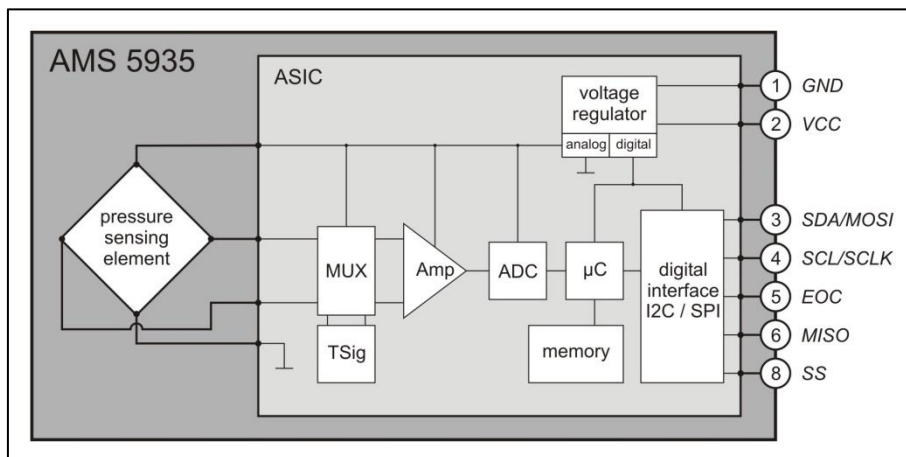 AMS 5935
ASIC
voltage
regulator
analog digital
1 GND
2 VCC
pressure
sensing
element
MUX
TSig
Amp
ADC
µC
memory
digital
interface
I2C / SPI
3 SDA/MOSI
4 SCL/SCLK
5 EOC
6 MISO
8 SS